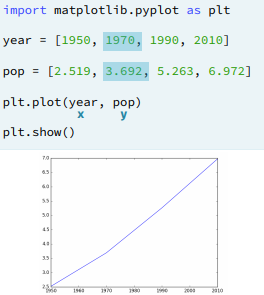 import matplotlib.pyplot as plt
year = [1950, 1970, 1990, 2010]
pop = [2.519, 3.692, 5.263, 6.972]
plt.plot(year, pop)
x y
plt.show()
7.0
6.5
6.0
5.5
5.0
4.5
4.0
3.5
3.0
2.5
1950 1960 1970 1980 1990 2000 2010